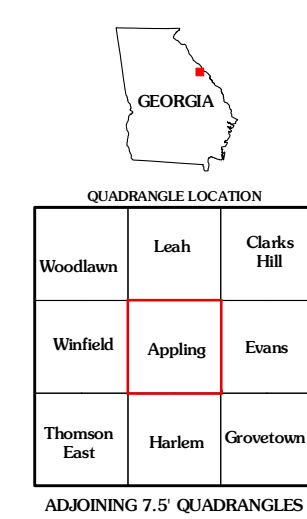 GEORGIA
QUADRANGLE LOCATION
Woodlawn
Leah
Clarks
Hill
Winfield
Appling
Evans
Thomson
East
Harlem
Grovetown
ADJOINING 7.5' QUADRANGLES